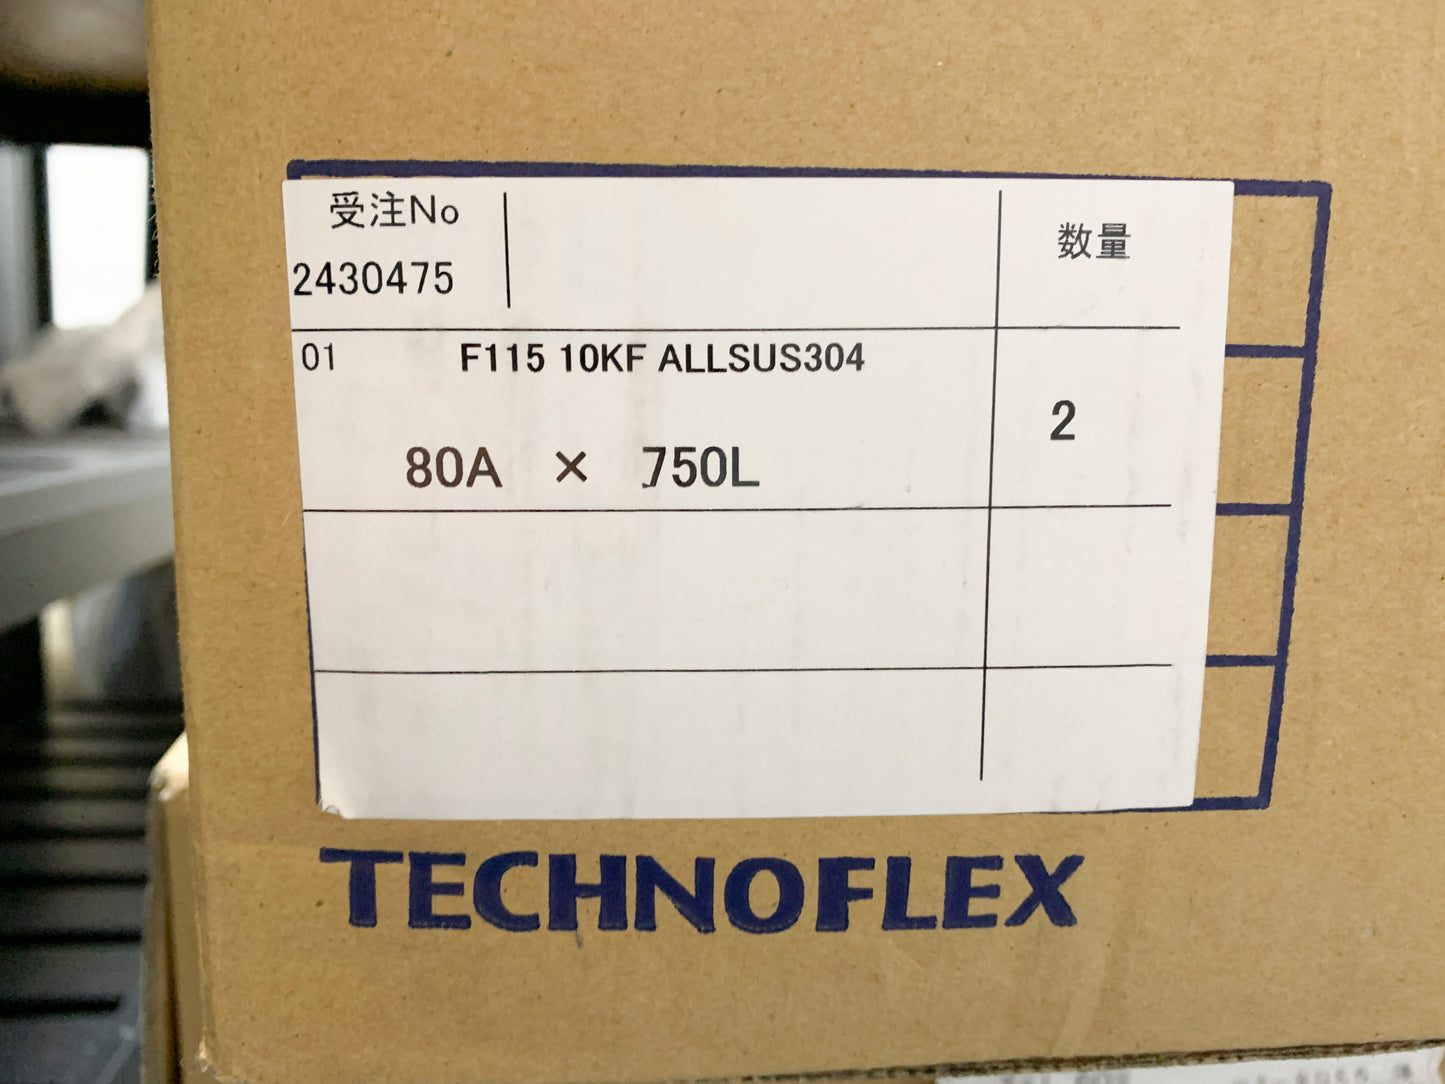 受注No
数量
2430475
01 F115 10KF ALLSUS304
2
80A × 750L
TECHNOFLEX